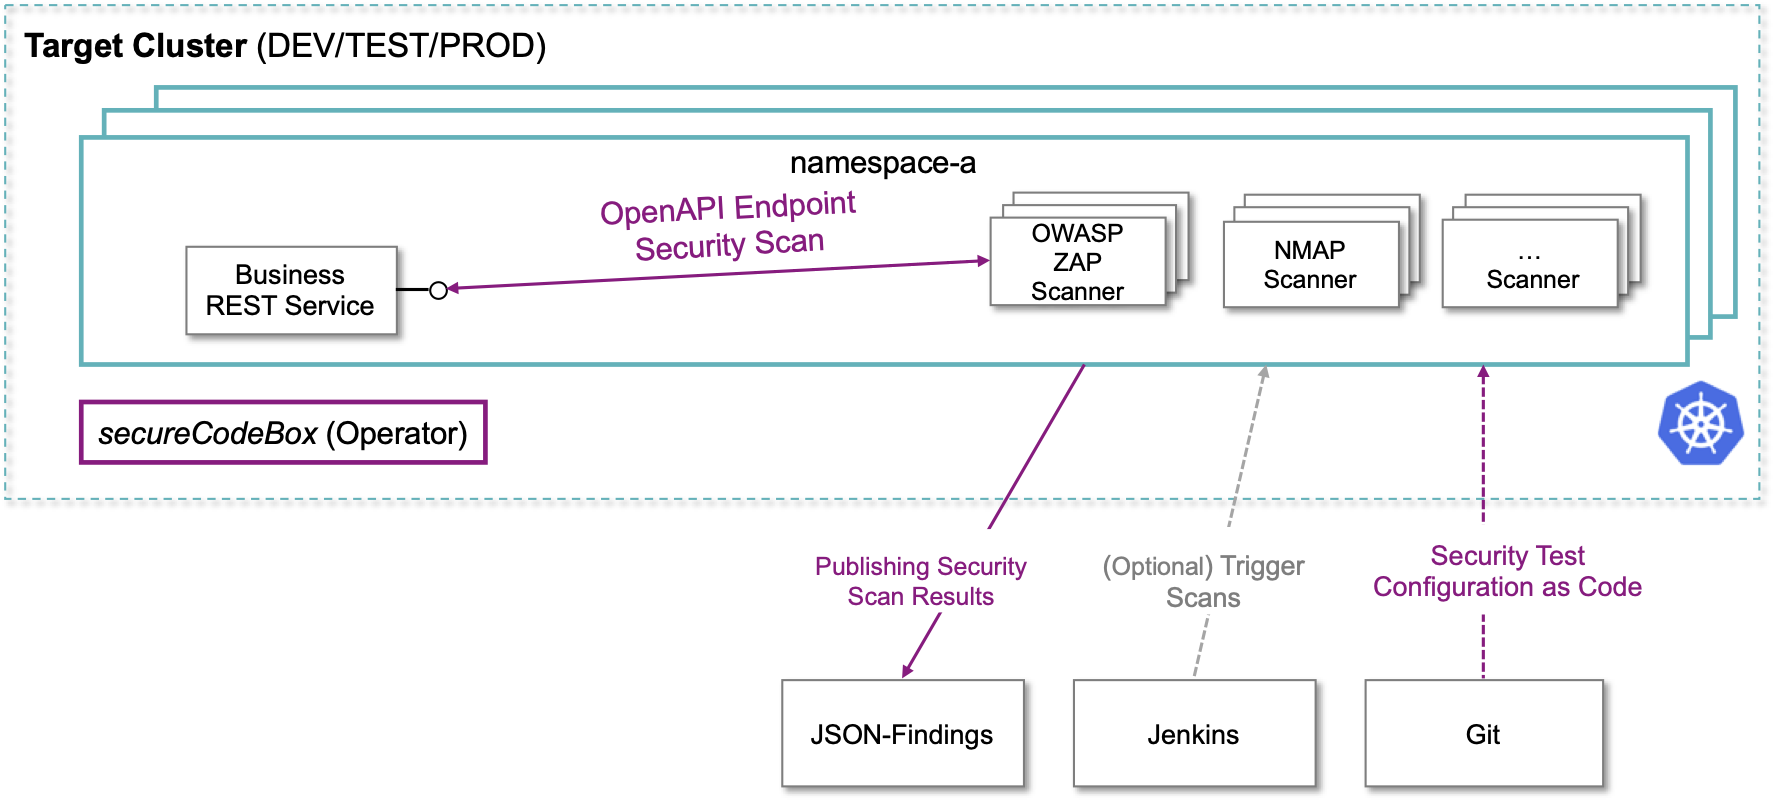 Target Cluster (DEV/TEST/PROD)
namespace-a
OpenAPI Endpoint
Security Scan
Business
REST Service
OWASP
ZAP
Scanner
NMAP
Scanner
...
Scanner
secureCodeBox (Operator)
Publishing Security
Scan Results
(Optional) Trigger
Scans
Security Test
Configuration as Code
JSON-Findings
Jenkins
Git